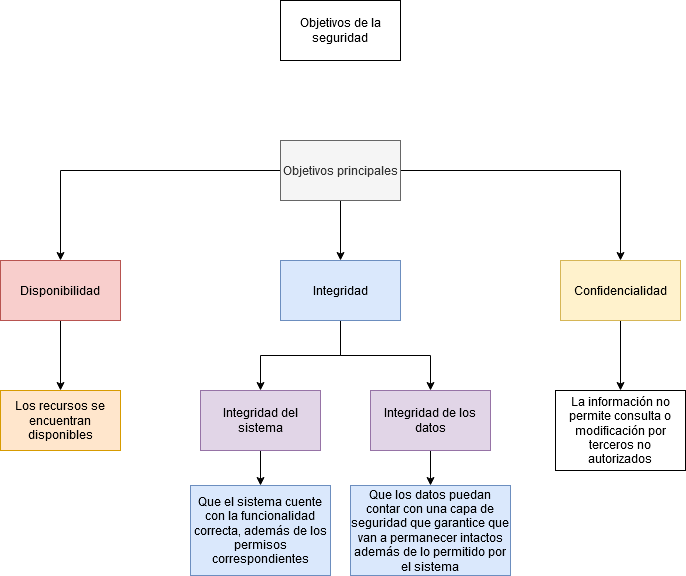 Objetivos de la
seguridad
Objetivos principales
Disponibilidad
Integridad
Confidencialidad
Los recursos se
encuentran
disponibles
Integridad del
sistema
Integridad de los
datos
La información no
permite consulta o
modificación por
terceros no
autorizados
Que el sistema cuente
con la funcionalidad
correcta, además de los
permisos
correspondientes
Que los datos puedan
contar con una capa de
seguridad que garantice que
van a permanecer intactos
además de lo permitido por
el sistema